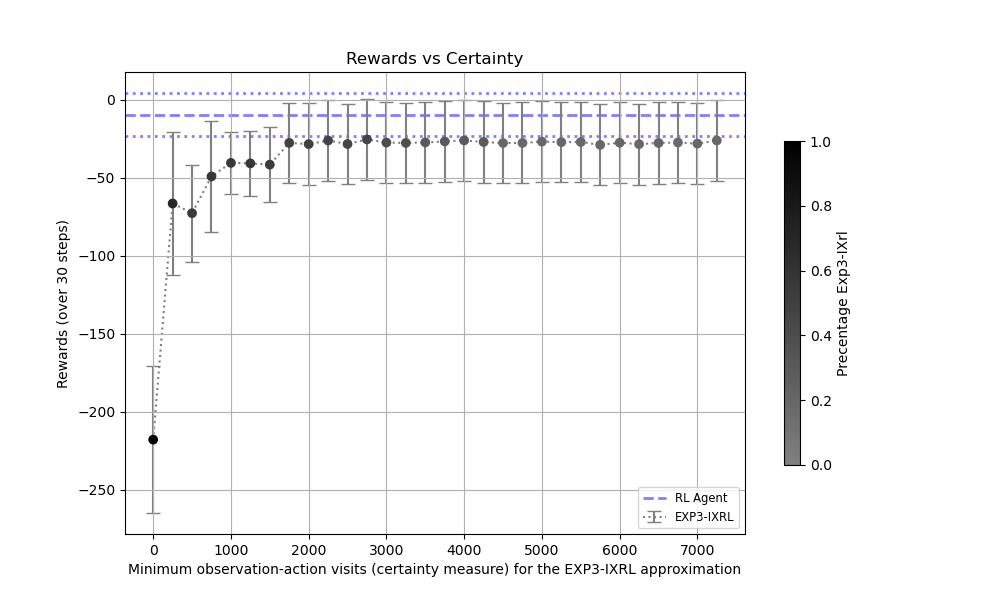 Rewards vs Certainty
Rewards (over 30 steps)
0
−50
−100
−150
−200
−250
0 1000 2000 3000 4000 5000 6000 7000
Minimum observation-action visits (certainty measure) for the EXP3-IXRL approximation
RL Agent
EXP3-IXRL
1.0
0.8
0.6
0.4
0.2
0.0
Precentage Exp3-IXrl